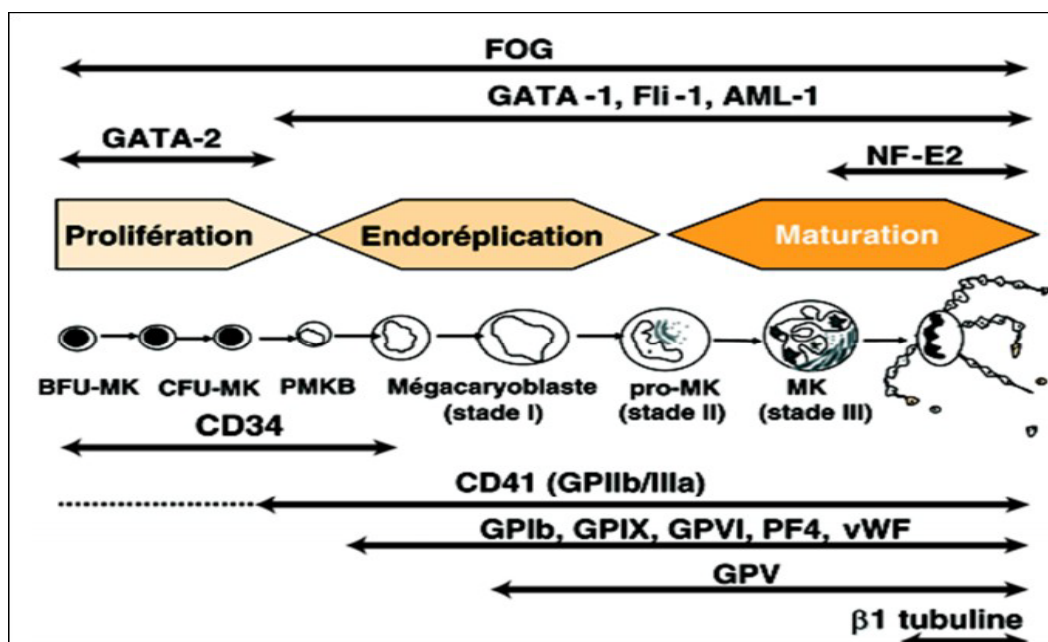 FOG
GATA-1, Fli-1, AML-1
GATA-2
NF-E2
Prolifération
Endoréplication
Maturation
BFU-MK
CFU-MK
PMKB
Mégacaryoblaste
(stade I)
pro-MK
(stade II)
MK
(stade III)
CD34
CD41 (GPIIb/IIIa)
GPIb, GPIX, GPVI, PF4, vWF
GPV
β1 tubuline